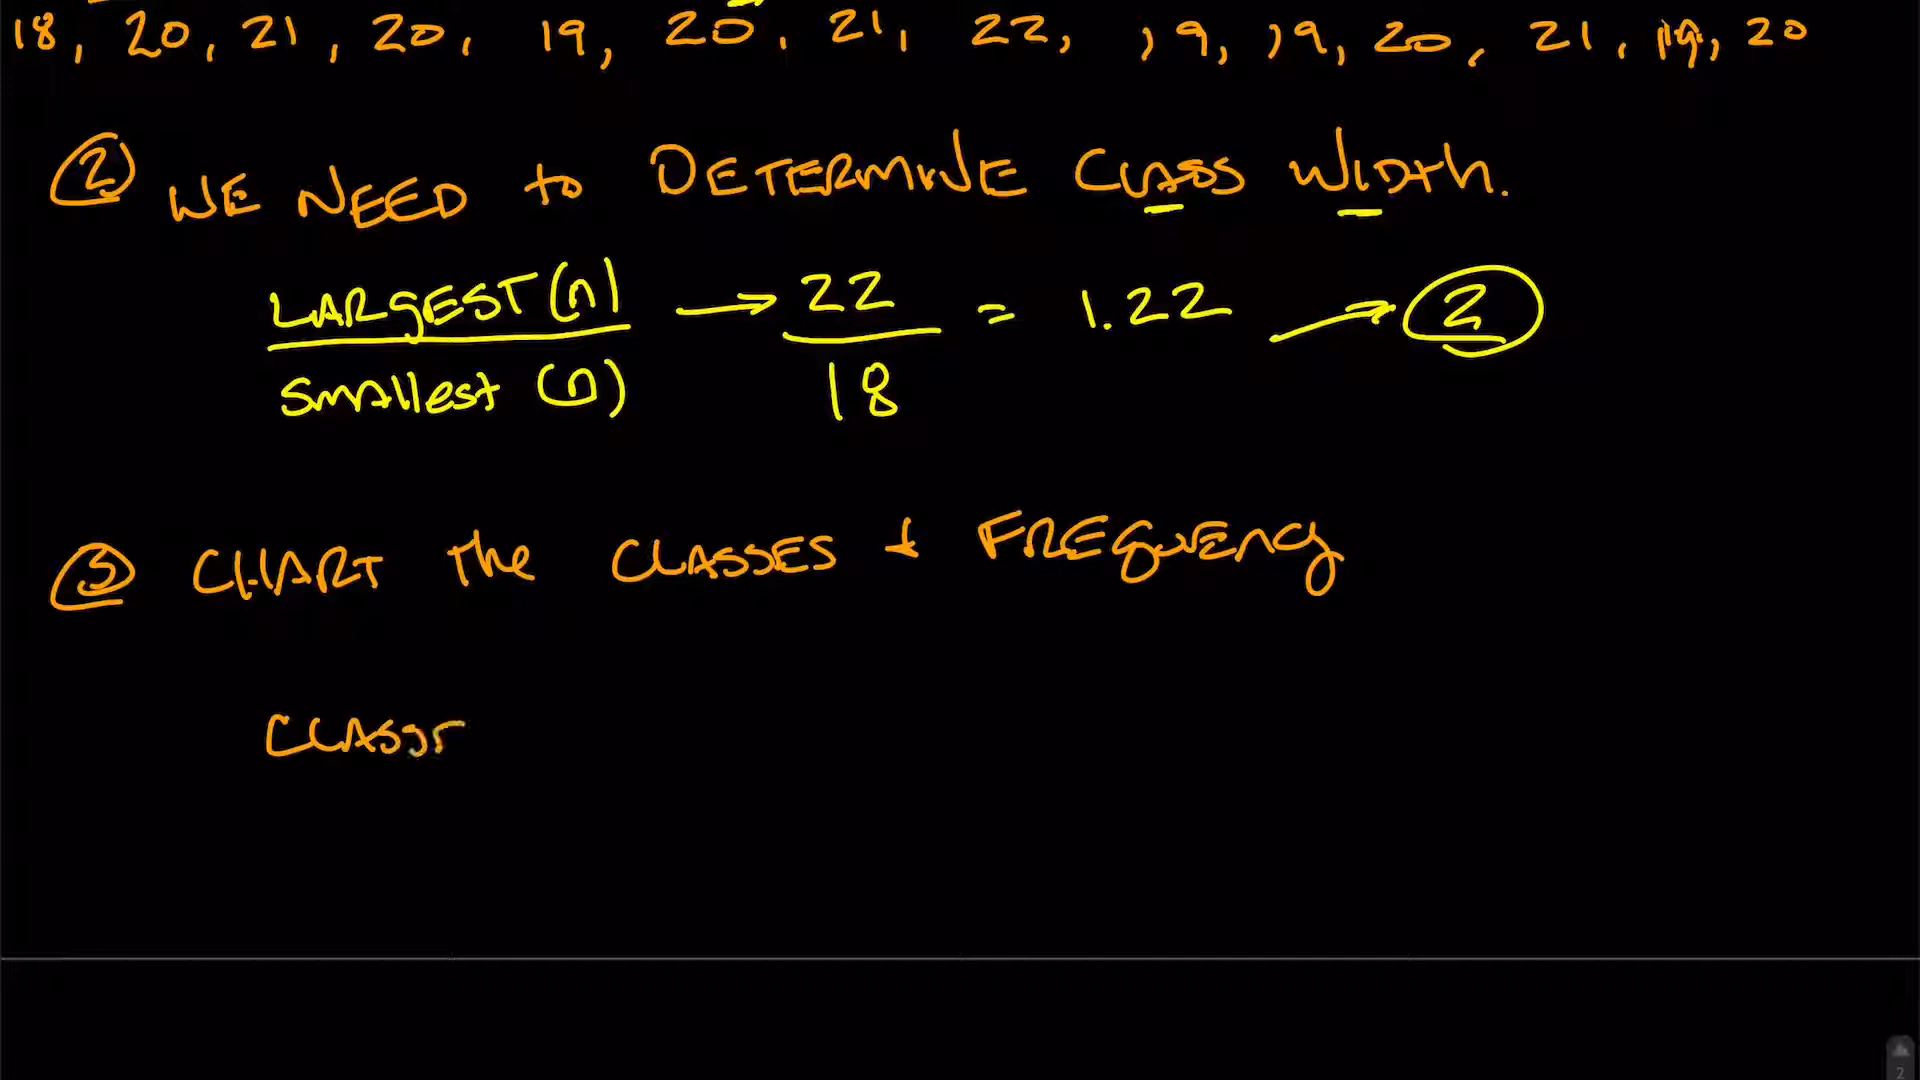 18, 20, 21, 20, 19, 20, 21, 22, 19, 19, 20, 21, 19, 20
② WE NEED to DETERMINE CLASS WIDTH.
LARGEST (n) → 22 = 1.22 → 2
smallest (n) 18
③ CHART the CLASSES & FREQUENCY
CLASS
2